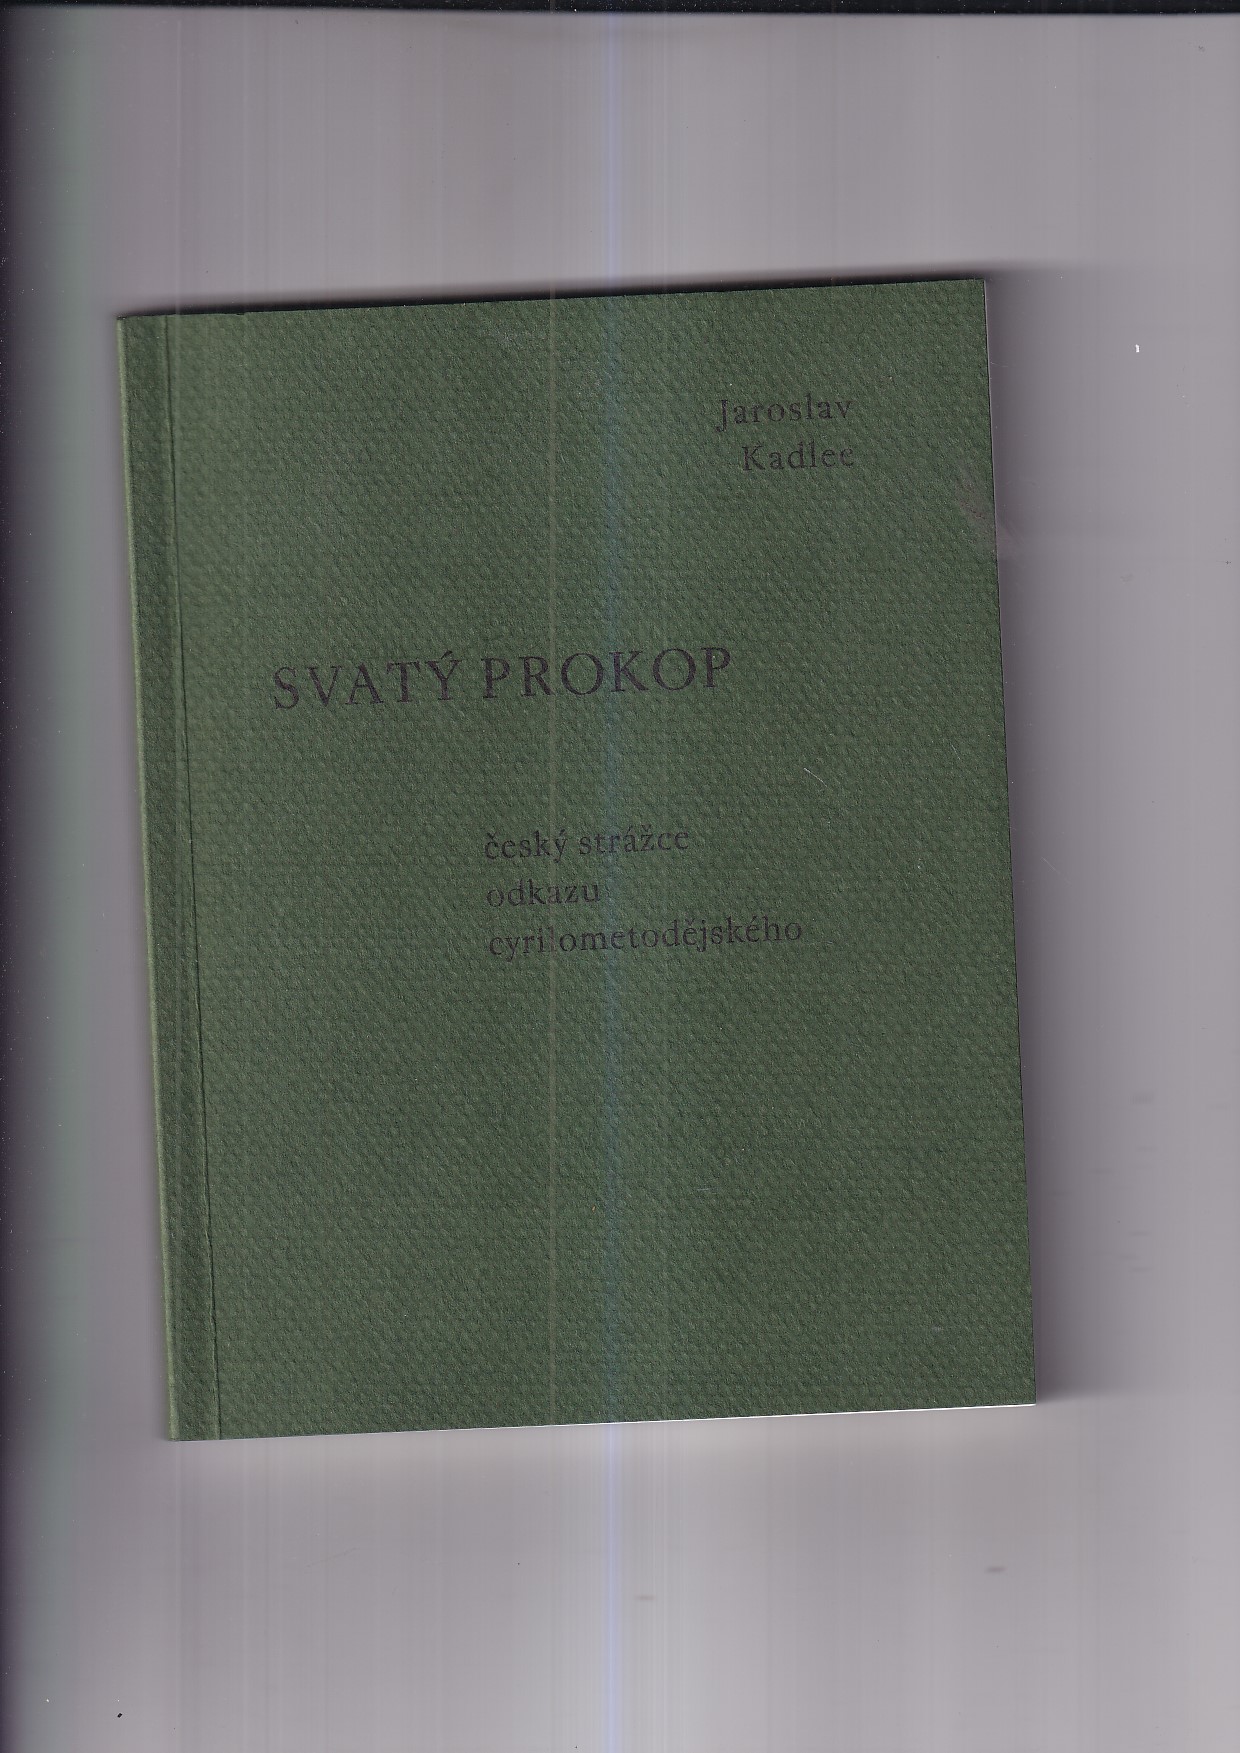 Jaroslav
Kadlec
SVATÝ PROKOP
český strážce
odkazu
cyrilometodějského